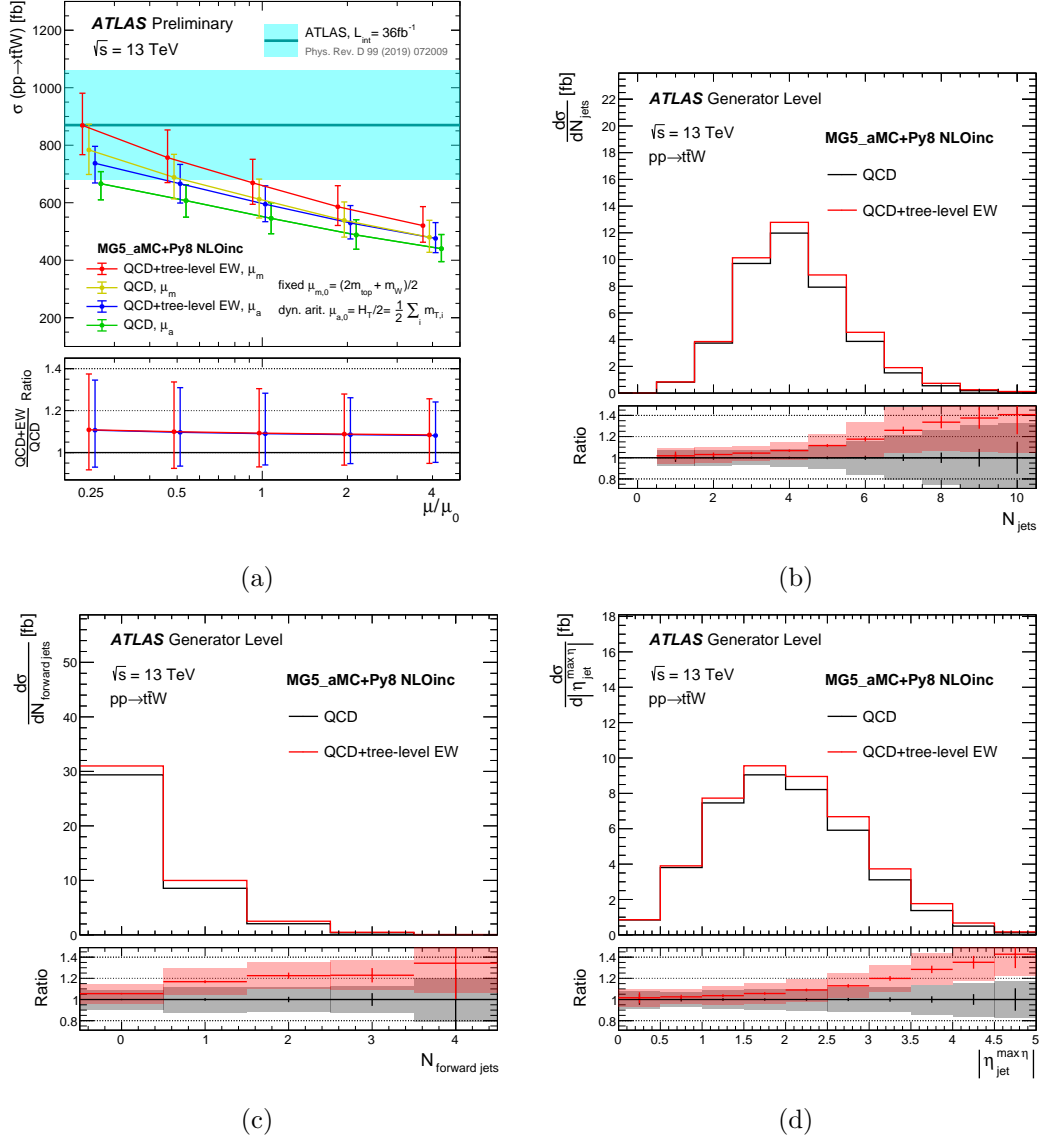 σ (pp→tt̄W) [fb]
ATLAS Preliminary
√s = 13 TeV
ATLAS, L_int = 36fb⁻¹
Phys. Rev. D 99 (2019) 072009
1200
1000
800
600
400
200
MG5_aMC+Py8 NLOinc
QCD+tree-level EW, μ_m
QCD, μ_m
QCD+tree-level EW, μ_a
QCD, μ_a
fixed μ_m,0 = (2m_top + m_W)/2
dyn. arit. μ_a,0 = H_T/2 = 1/2 ∑_i m_T,i
QCD+EW/QCD Ratio
1.4
1.2
1
0.25 0.5 1 2 4
μ/μ_0
(a)
dσ/dN_jets [fb]
ATLAS Generator Level
√s = 13 TeV
pp→tt̄W
MG5_aMC+Py8 NLOinc
QCD
QCD+tree-level EW
22
20
18
16
14
12
10
8
6
4
2
0
Ratio
1.4
1.2
1
0.8
0 2 4 6 8 10
N_jets
(b)
dσ/dN_forward jets [fb]
ATLAS Generator Level
√s = 13 TeV
pp→tt̄W
MG5_aMC+Py8 NLOinc
QCD
QCD+tree-level EW
50
40
30
20
10
0
Ratio
1.4
1.2
1
0.8
0 1 2 3 4
N_forward jets
(c)
dσ/d|η_jet^max η| [fb]
ATLAS Generator Level
√s = 13 TeV
pp→tt̄W
MG5_aMC+Py8 NLOinc
QCD
QCD+tree-level EW
18
16
14
12
10
8
6
4
2
0
Ratio
1.4
1.2
1
0.8
0 0.5 1 1.5 2 2.5 3 3.5 4 4.5 5
|η_jet^max η|
(d)